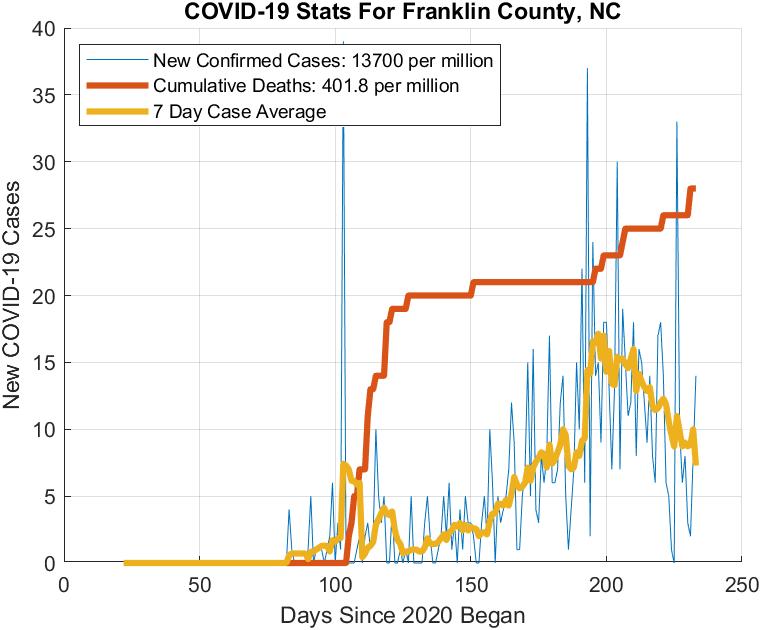 COVID-19 Stats For Franklin County, NC
40
35
30
25
20
15
10
5
0
New COVID-19 Cases
New Confirmed Cases: 13700 per million
Cumulative Deaths: 401.8 per million
7 Day Case Average
0
50
100
150
200
250
Days Since 2020 Began